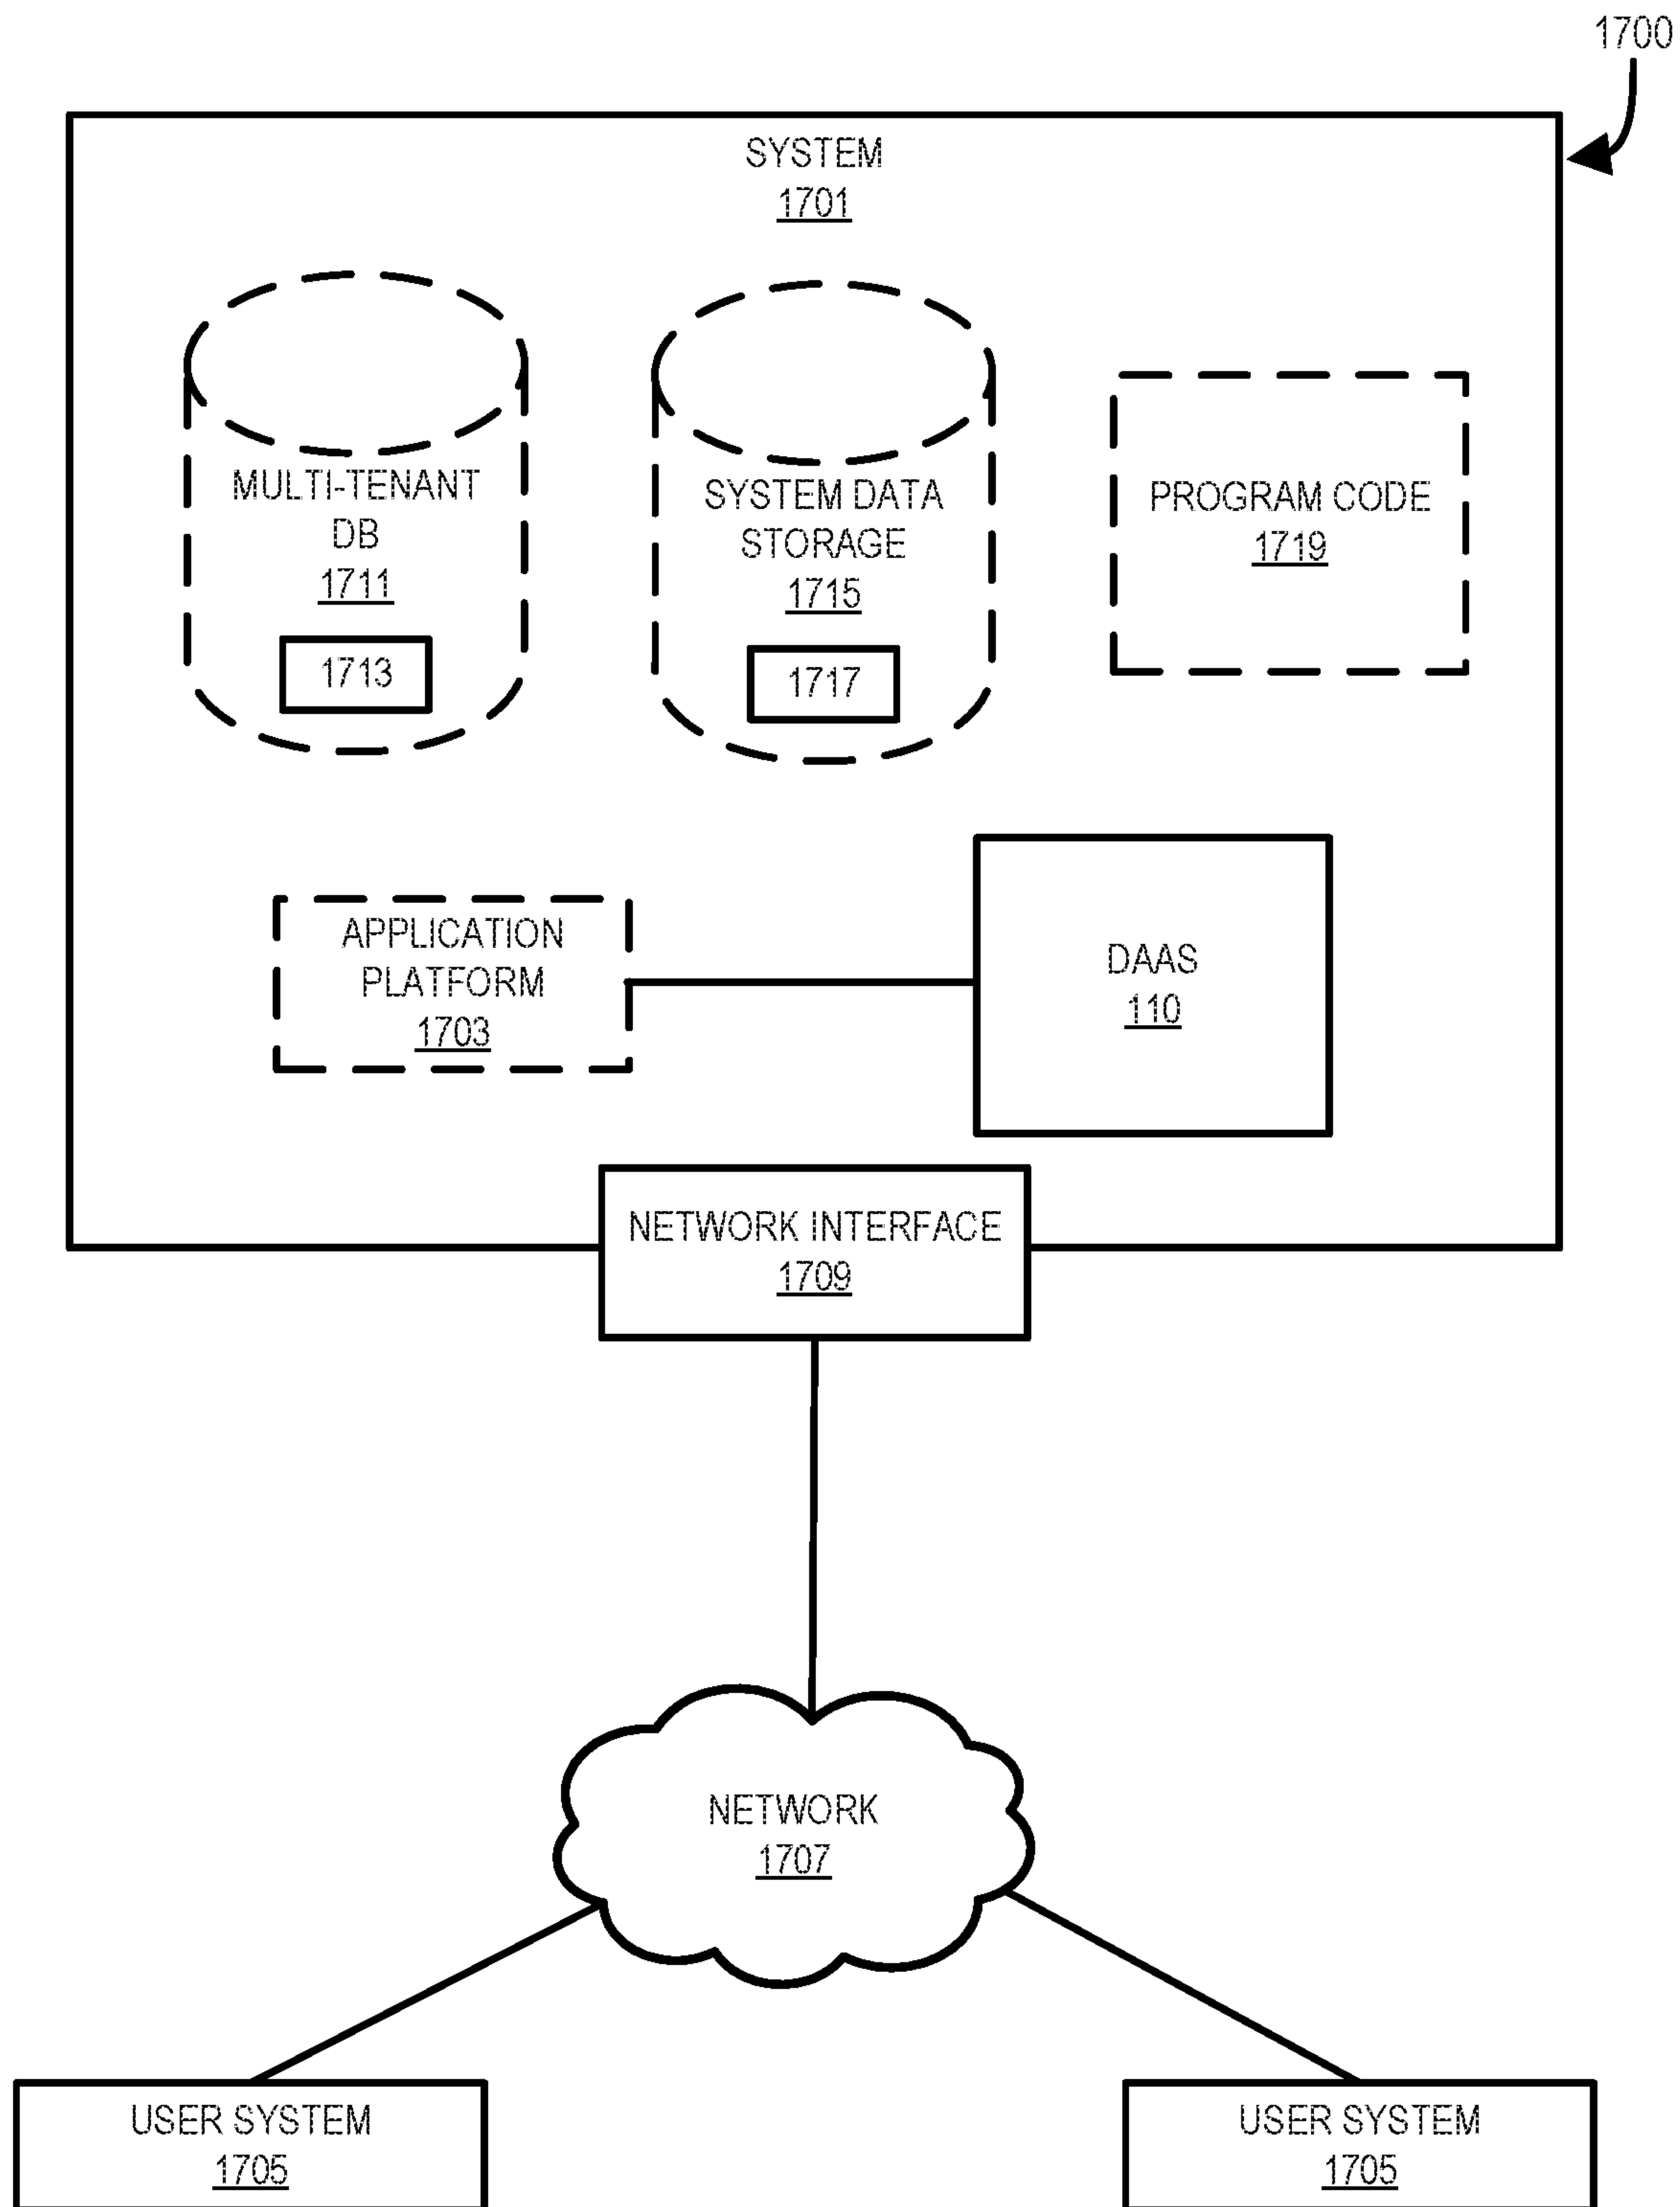 1700
SYSTEM
1701
MULTI-TENANT
DB
1711
1713
SYSTEM DATA
STORAGE
1715
1717
PROGRAM CODE
1719
APPLICATION
PLATFORM
1703
DAAS
110
NETWORK INTERFACE
1709
NETWORK
1707
USER SYSTEM
1705
USER SYSTEM
1705